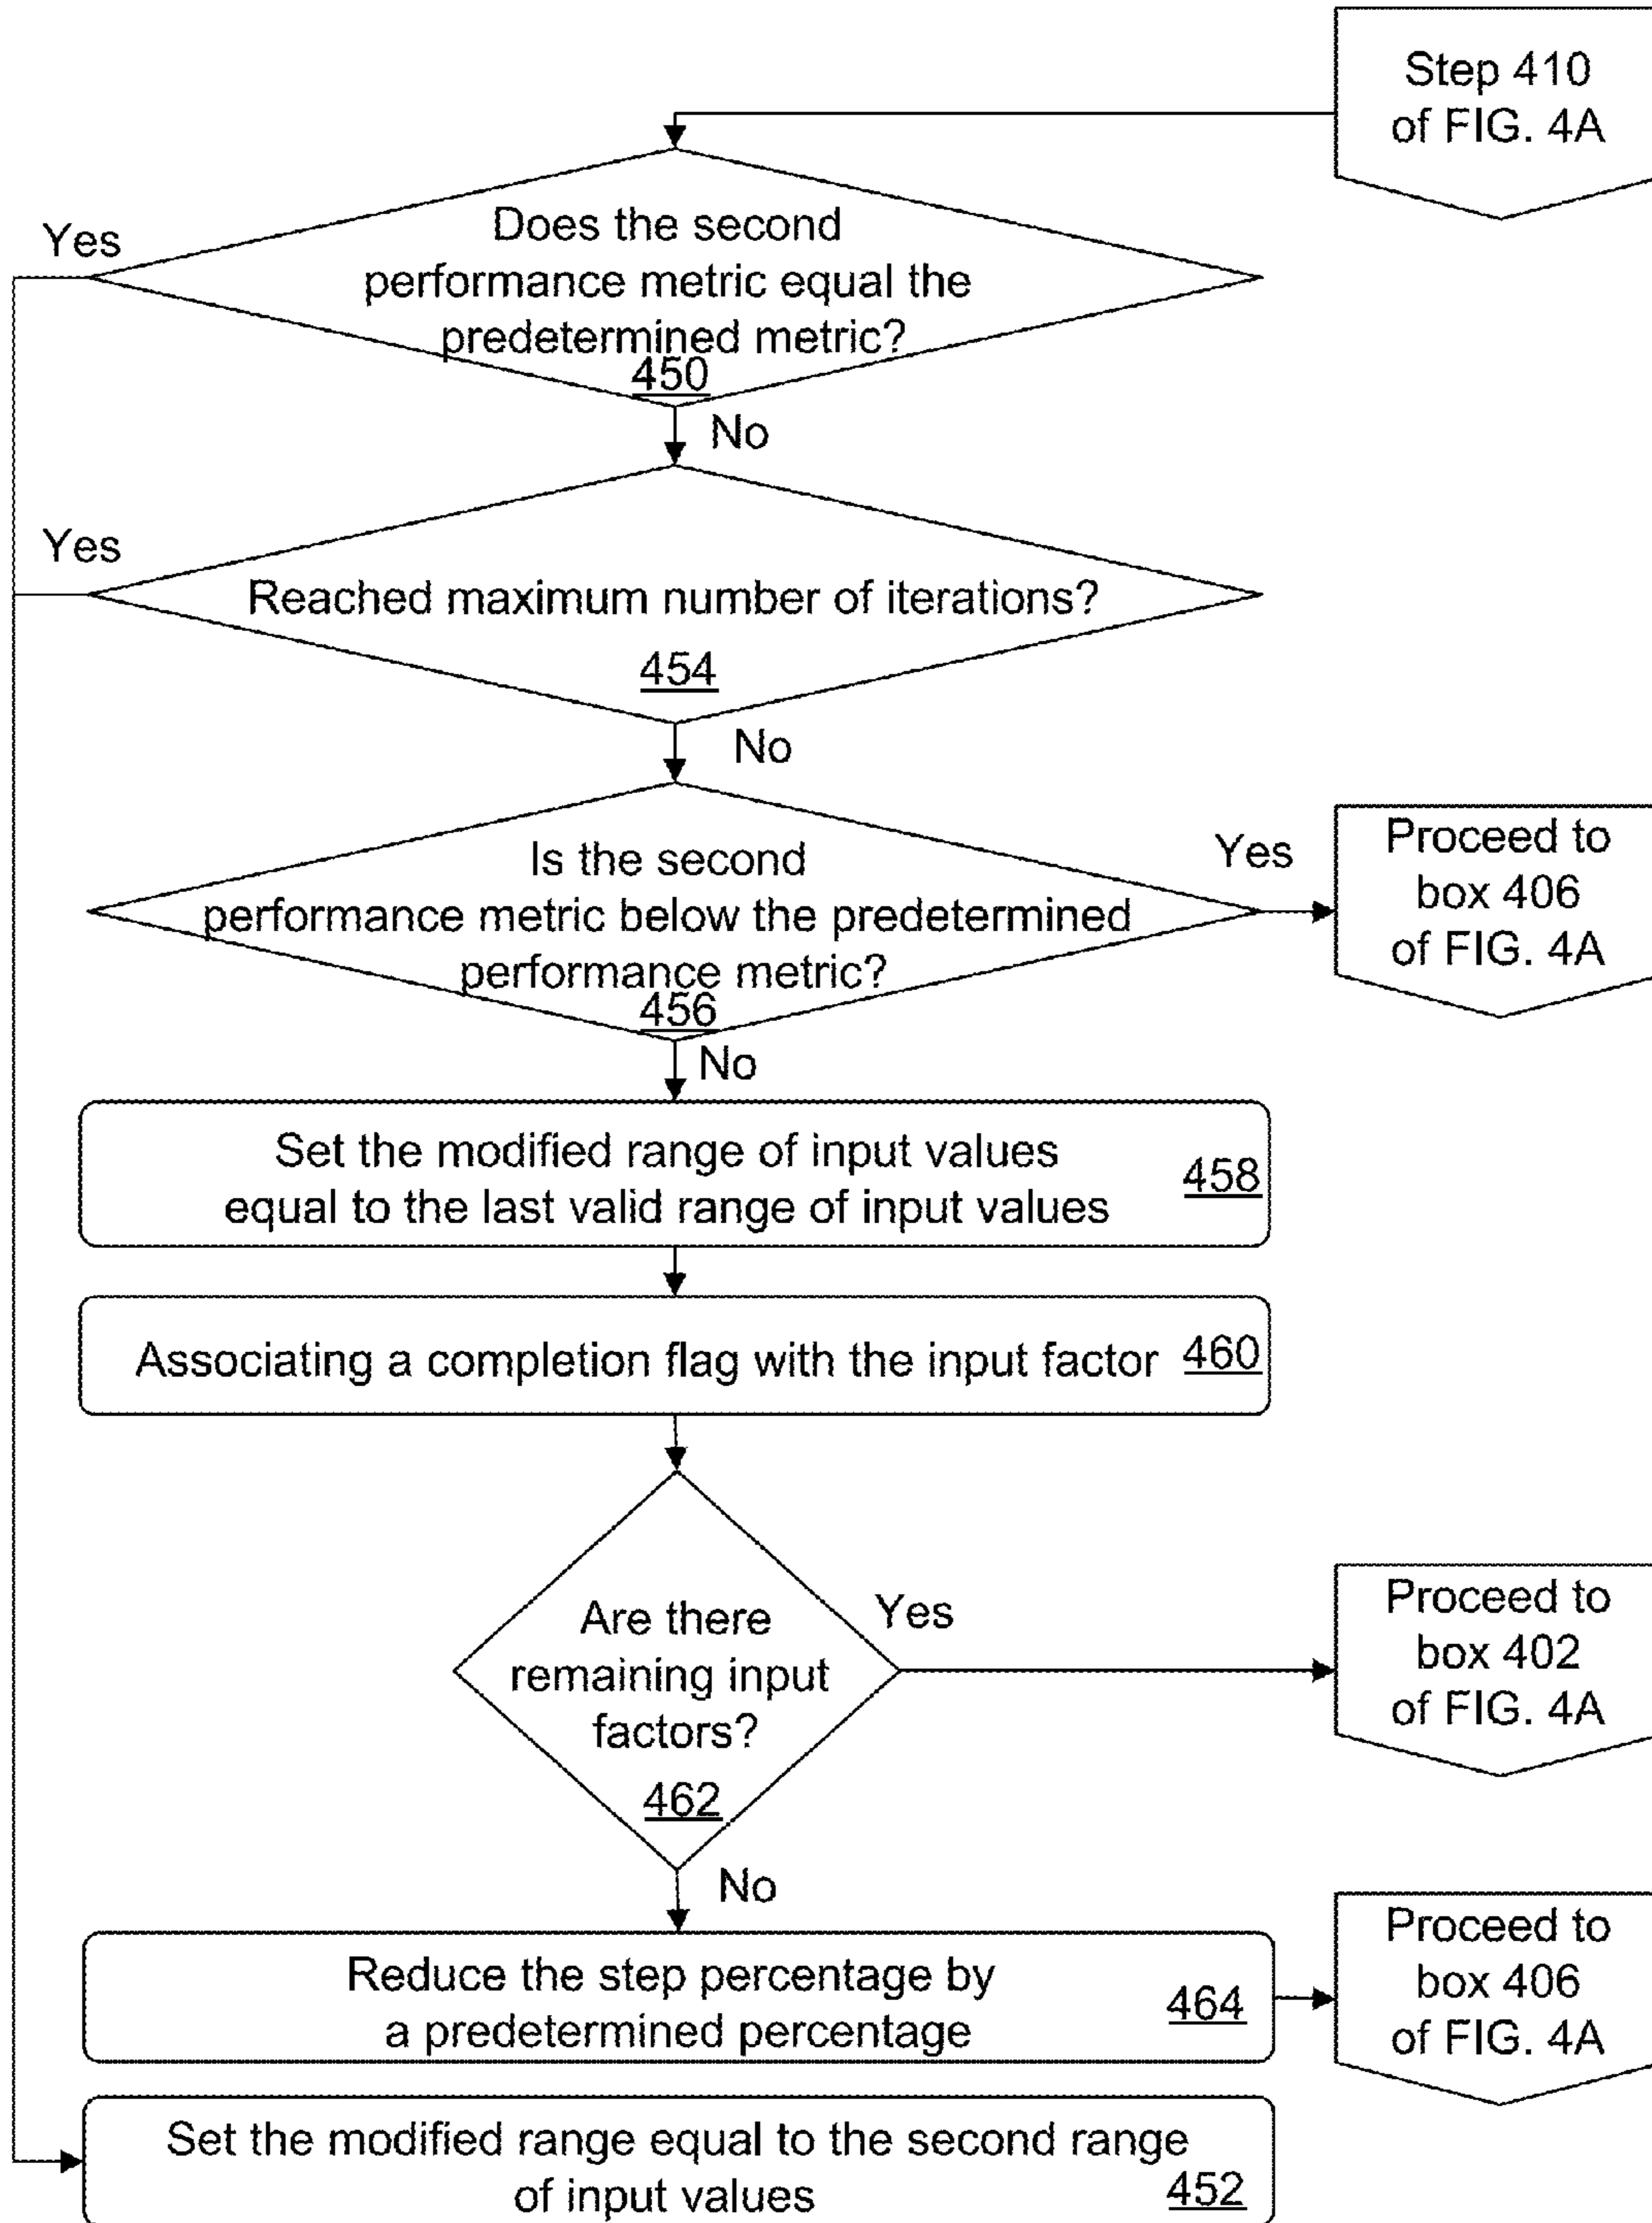 Step 410
of FIG. 4A
Does the second
performance metric equal the
predetermined metric?
450
Yes
No
Reached maximum number of iterations?
454
Yes
No
Is the second
performance metric below the predetermined
performance metric?
456
Yes
Proceed to
box 406
of FIG. 4A
No
Set the modified range of input values
equal to the last valid range of input values
458
Associating a completion flag with the input factor
460
Are there
remaining input
factors?
462
Yes
Proceed to
box 402
of FIG. 4A
No
Reduce the step percentage by
a predetermined percentage
464
Proceed to
box 406
of FIG. 4A
Set the modified range equal to the second range
of input values
452